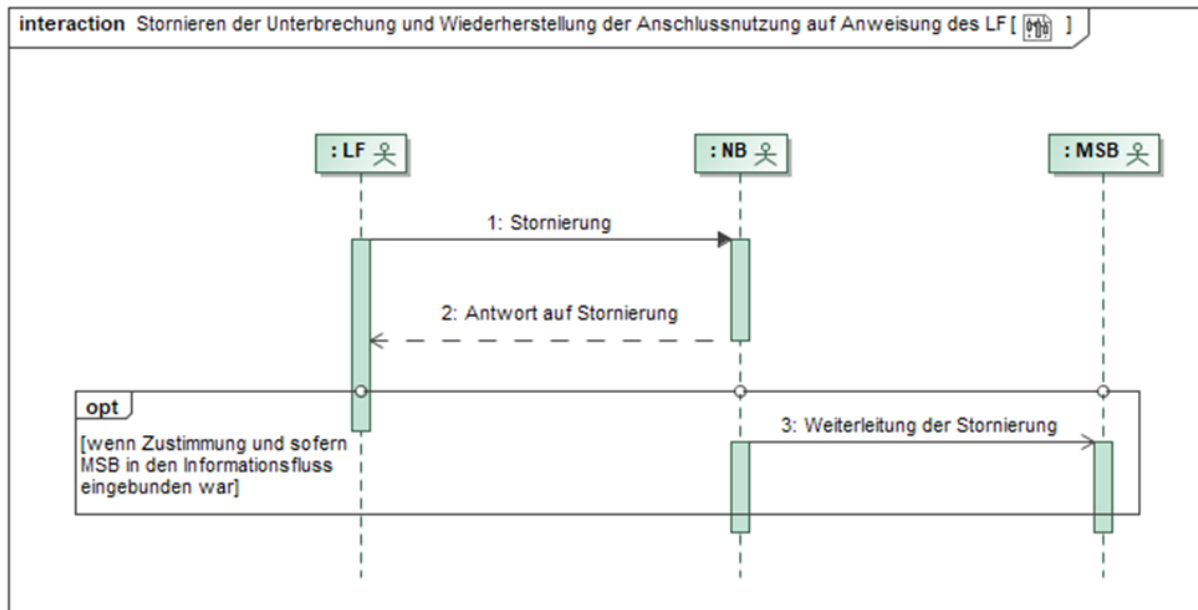 interaction Stornieren der Unterbrechung und Wiederherstellung der Anschlussnutzung auf Anweisung des LF [ ]
: LF
: NB
: MSB
1: Stornierung
2: Antwort auf Stornierung
opt
[wenn Zustimmung und sofern
MSB in den Informationsfluss
eingebunden war]
3: Weiterleitung der Stornierung